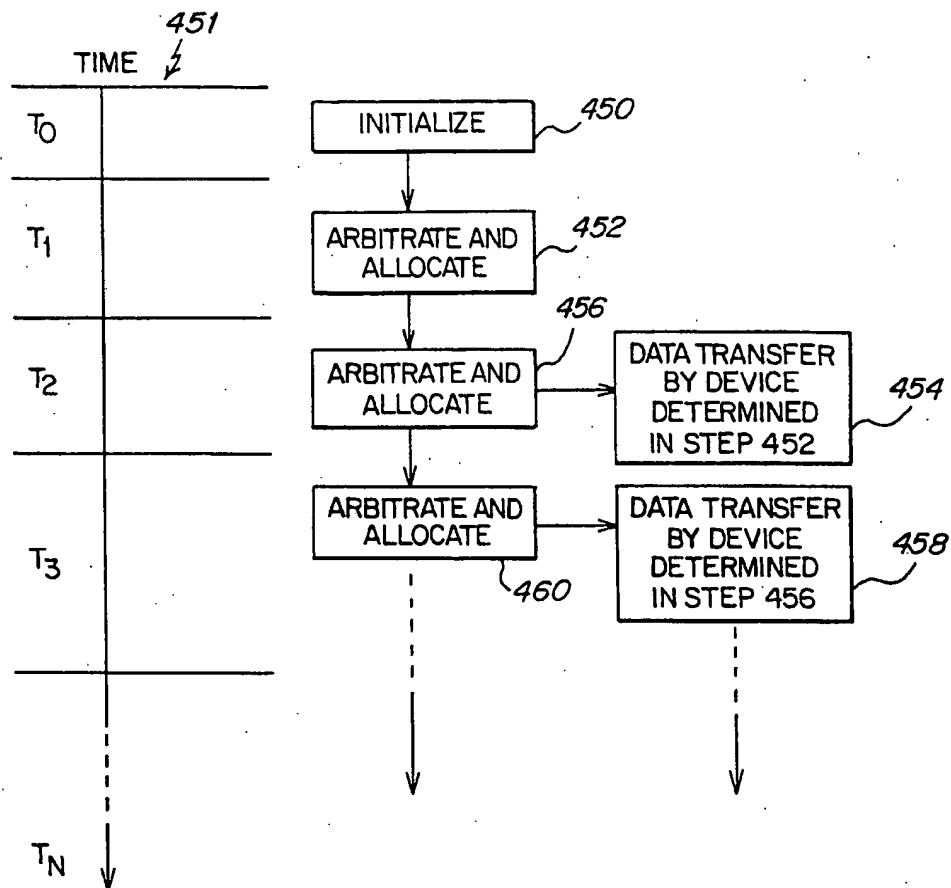 451
TIME
T0
INITIALIZE
450
T1
ARBITRATE AND
ALLOCATE
452
T2
ARBITRATE AND
ALLOCATE
456
DATA TRANSFER
BY DEVICE
DETERMINED
IN STEP 452
454
T3
ARBITRATE AND
ALLOCATE
460
DATA TRANSFER
BY DEVICE
DETERMINED
IN STEP 456
458
TN